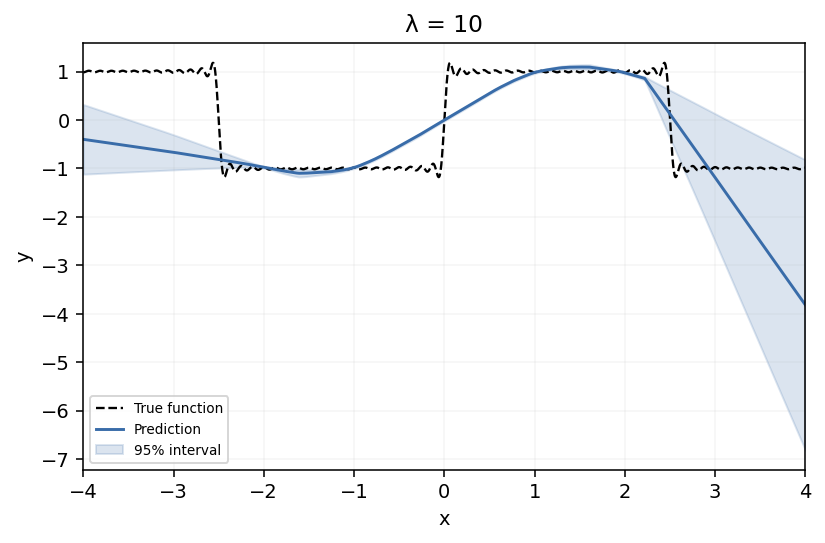 λ = 10
1
0
−1
−2
−3
−4
−5
−6
−7
y
True function
Prediction
95% interval
−4 −3 −2 −1 0 1 2 3 4
x